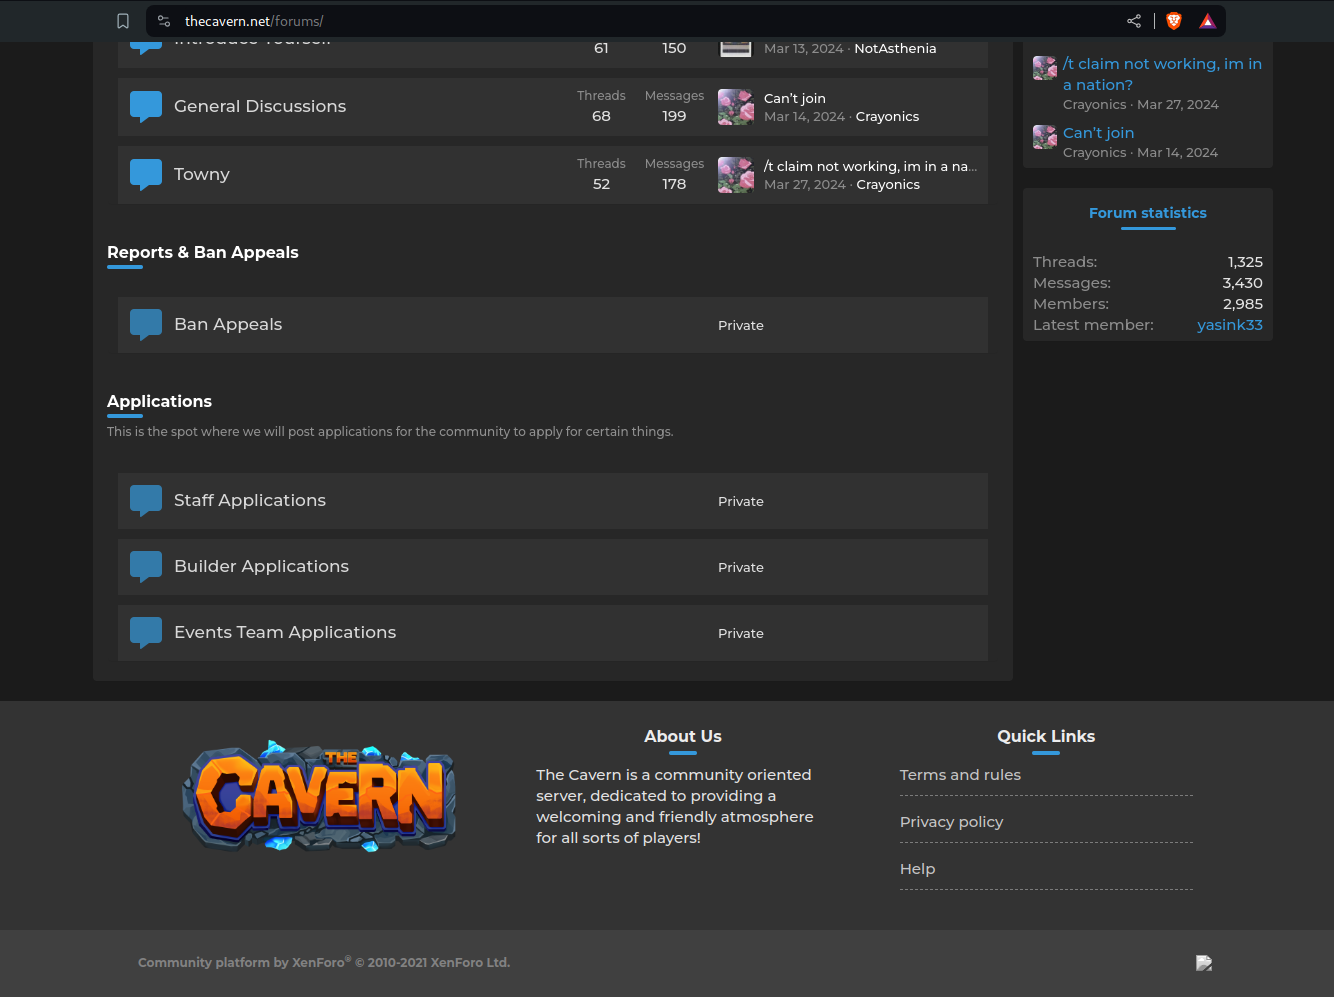 thecavern.net/forums/
Introduce Yourself
61
150
Mar 13, 2024 · NotAsthenia
General Discussions
Threads
68
Messages
199
Can't join
Mar 14, 2024 · Crayonics
Towny
Threads
52
Messages
178
/t claim not working, im in a na...
Mar 27, 2024 · Crayonics
Reports & Ban Appeals
Ban Appeals
Private
Applications
This is the spot where we will post applications for the community to apply for certain things.
Staff Applications
Private
Builder Applications
Private
Events Team Applications
Private
/t claim not working, im in
a nation?
Crayonics · Mar 27, 2024
Can't join
Crayonics · Mar 14, 2024
Forum statistics
Threads: 1,325
Messages: 3,430
Members: 2,985
Latest member: yasink33
THE
CAVERN
About Us
The Cavern is a community oriented
server, dedicated to providing a
welcoming and friendly atmosphere
for all sorts of players!
Quick Links
Terms and rules
Privacy policy
Help
Community platform by XenForo® © 2010-2021 XenForo Ltd.